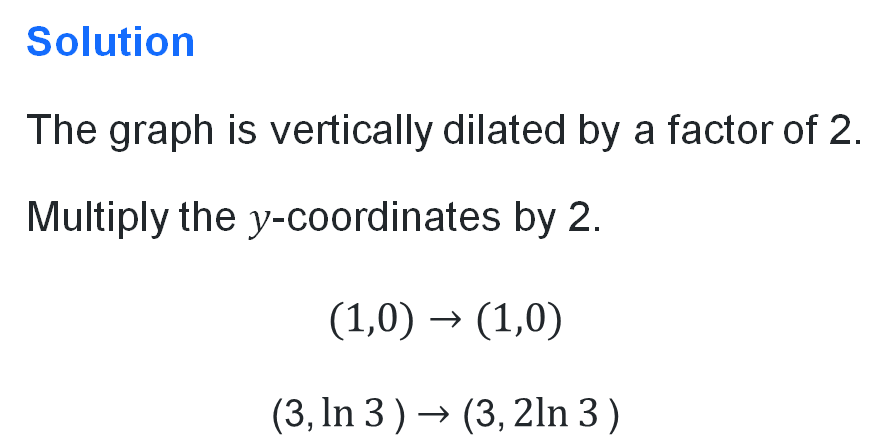 Solution
The graph is vertically dilated by a factor of 2.
Multiply the y-coordinates by 2.
(1,0) → (1,0)
(3, ln 3 ) → (3, 2ln 3 )